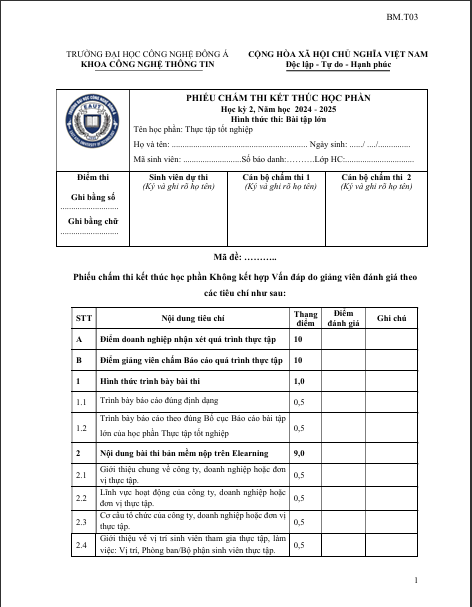 BM.T03
TRƯỜNG ĐẠI HỌC CÔNG NGHỆ ĐÔNG Á
KHOA CÔNG NGHỆ THÔNG TIN
CỘNG HÒA XÃ HỘI CHỦ NGHĨA VIỆT NAM
Độc lập - Tự do - Hạnh phúc
PHIẾU CHẤM THI KẾT THÚC HỌC PHẦN
Học kỳ 2, Năm học 2024 - 2025
Hình thức thi: Bài tập lớn
Tên học phần: Thực tập tốt nghiệp
Họ và tên: .................................................... Ngày sinh: ....../ ..../...............
Mã sinh viên: ...........................Số báo danh:………..Lớp HC:................................
Điểm thi
Ghi bằng số
...........................
Ghi bằng chữ
...........................
Sinh viên dự thi
(Ký và ghi rõ họ tên)
Cán bộ chấm thi 1
(Ký và ghi rõ họ tên)
Cán bộ chấm thi 2
(Ký và ghi rõ họ tên)
Mã đề: ………..
Phiếu chấm thi kết thúc học phần Không kết hợp Vấn đáp do giảng viên đánh giá theo
các tiêu chí như sau:
STT Nội dung tiêu chí Thang điểm Điểm đánh giá Ghi chú
A Điểm doanh nghiệp nhận xét quá trình thực tập 10
B Điểm giảng viên chấm Báo cáo quá trình thực tập 10
1 Hình thức trình bày bài thi 1,0
1.1 Trình bày báo cáo đúng định dạng 0,5
1.2 Trình bày báo cáo theo đúng Bố cục Báo cáo bài tập
lớn của học phần Thực tập tốt nghiệp 0,5
2 Nội dung bài thi bản mềm nộp trên Elearning 9,0
2.1 Giới thiệu chung về công ty, doanh nghiệp hoặc đơn
vị thực tập. 0,5
2.2 Lĩnh vực hoạt động của công ty, doanh nghiệp hoặc
đơn vị thực tập. 0,5
2.3 Cơ cấu tổ chức của công ty, doanh nghiệp hoặc đơn vị
thực tập. 0,5
2.4 Giới thiệu về vị trí sinh viên tham gia thực tập, làm
việc: Vị trí, Phòng ban/Bộ phận sinh viên thực tập. 0,5
1